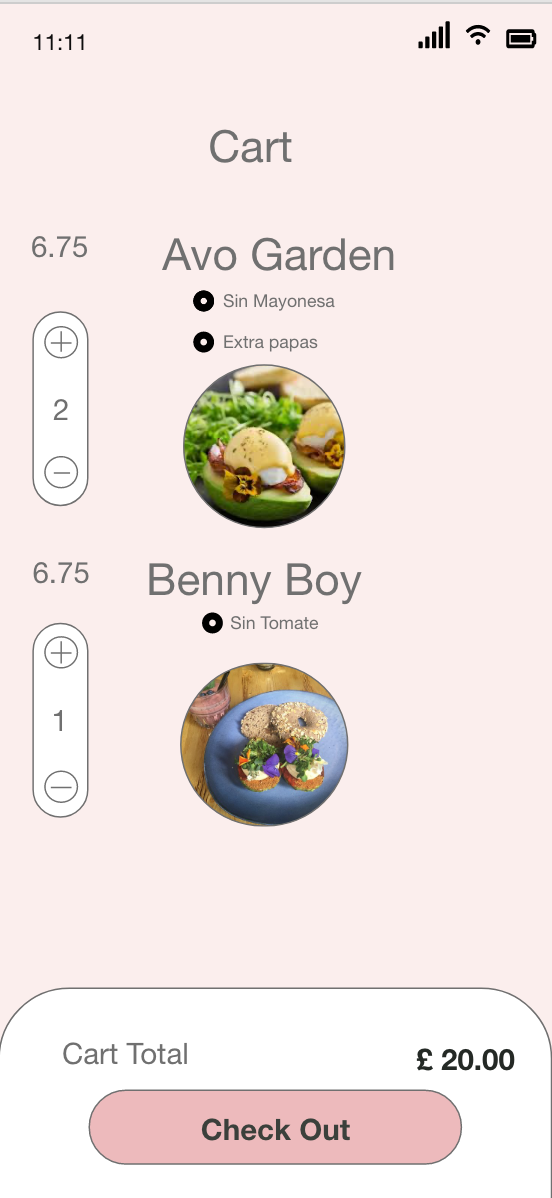 11:11
Cart
6.75
Avo Garden
Sin Mayonesa
Extra papas
2
6.75
Benny Boy
Sin Tomate
1
Cart Total
£ 20.00
Check Out